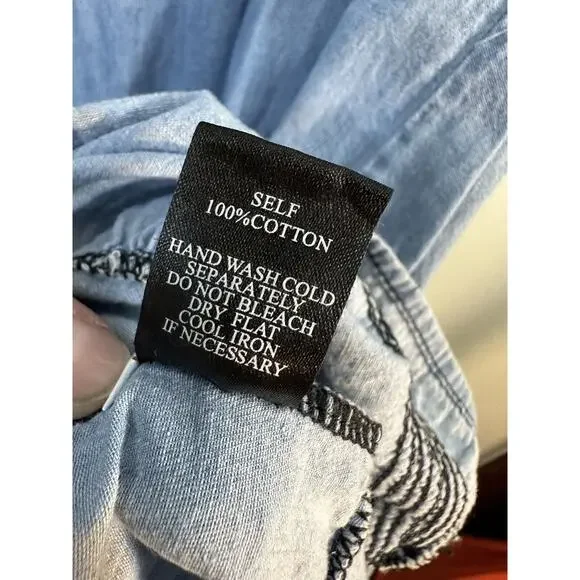 SELF
100%COTTON
HAND WASH COLD
SEPARATELY
DO NOT BLEACH
DRY FLAT
COOL IRON
IF NECESSARY